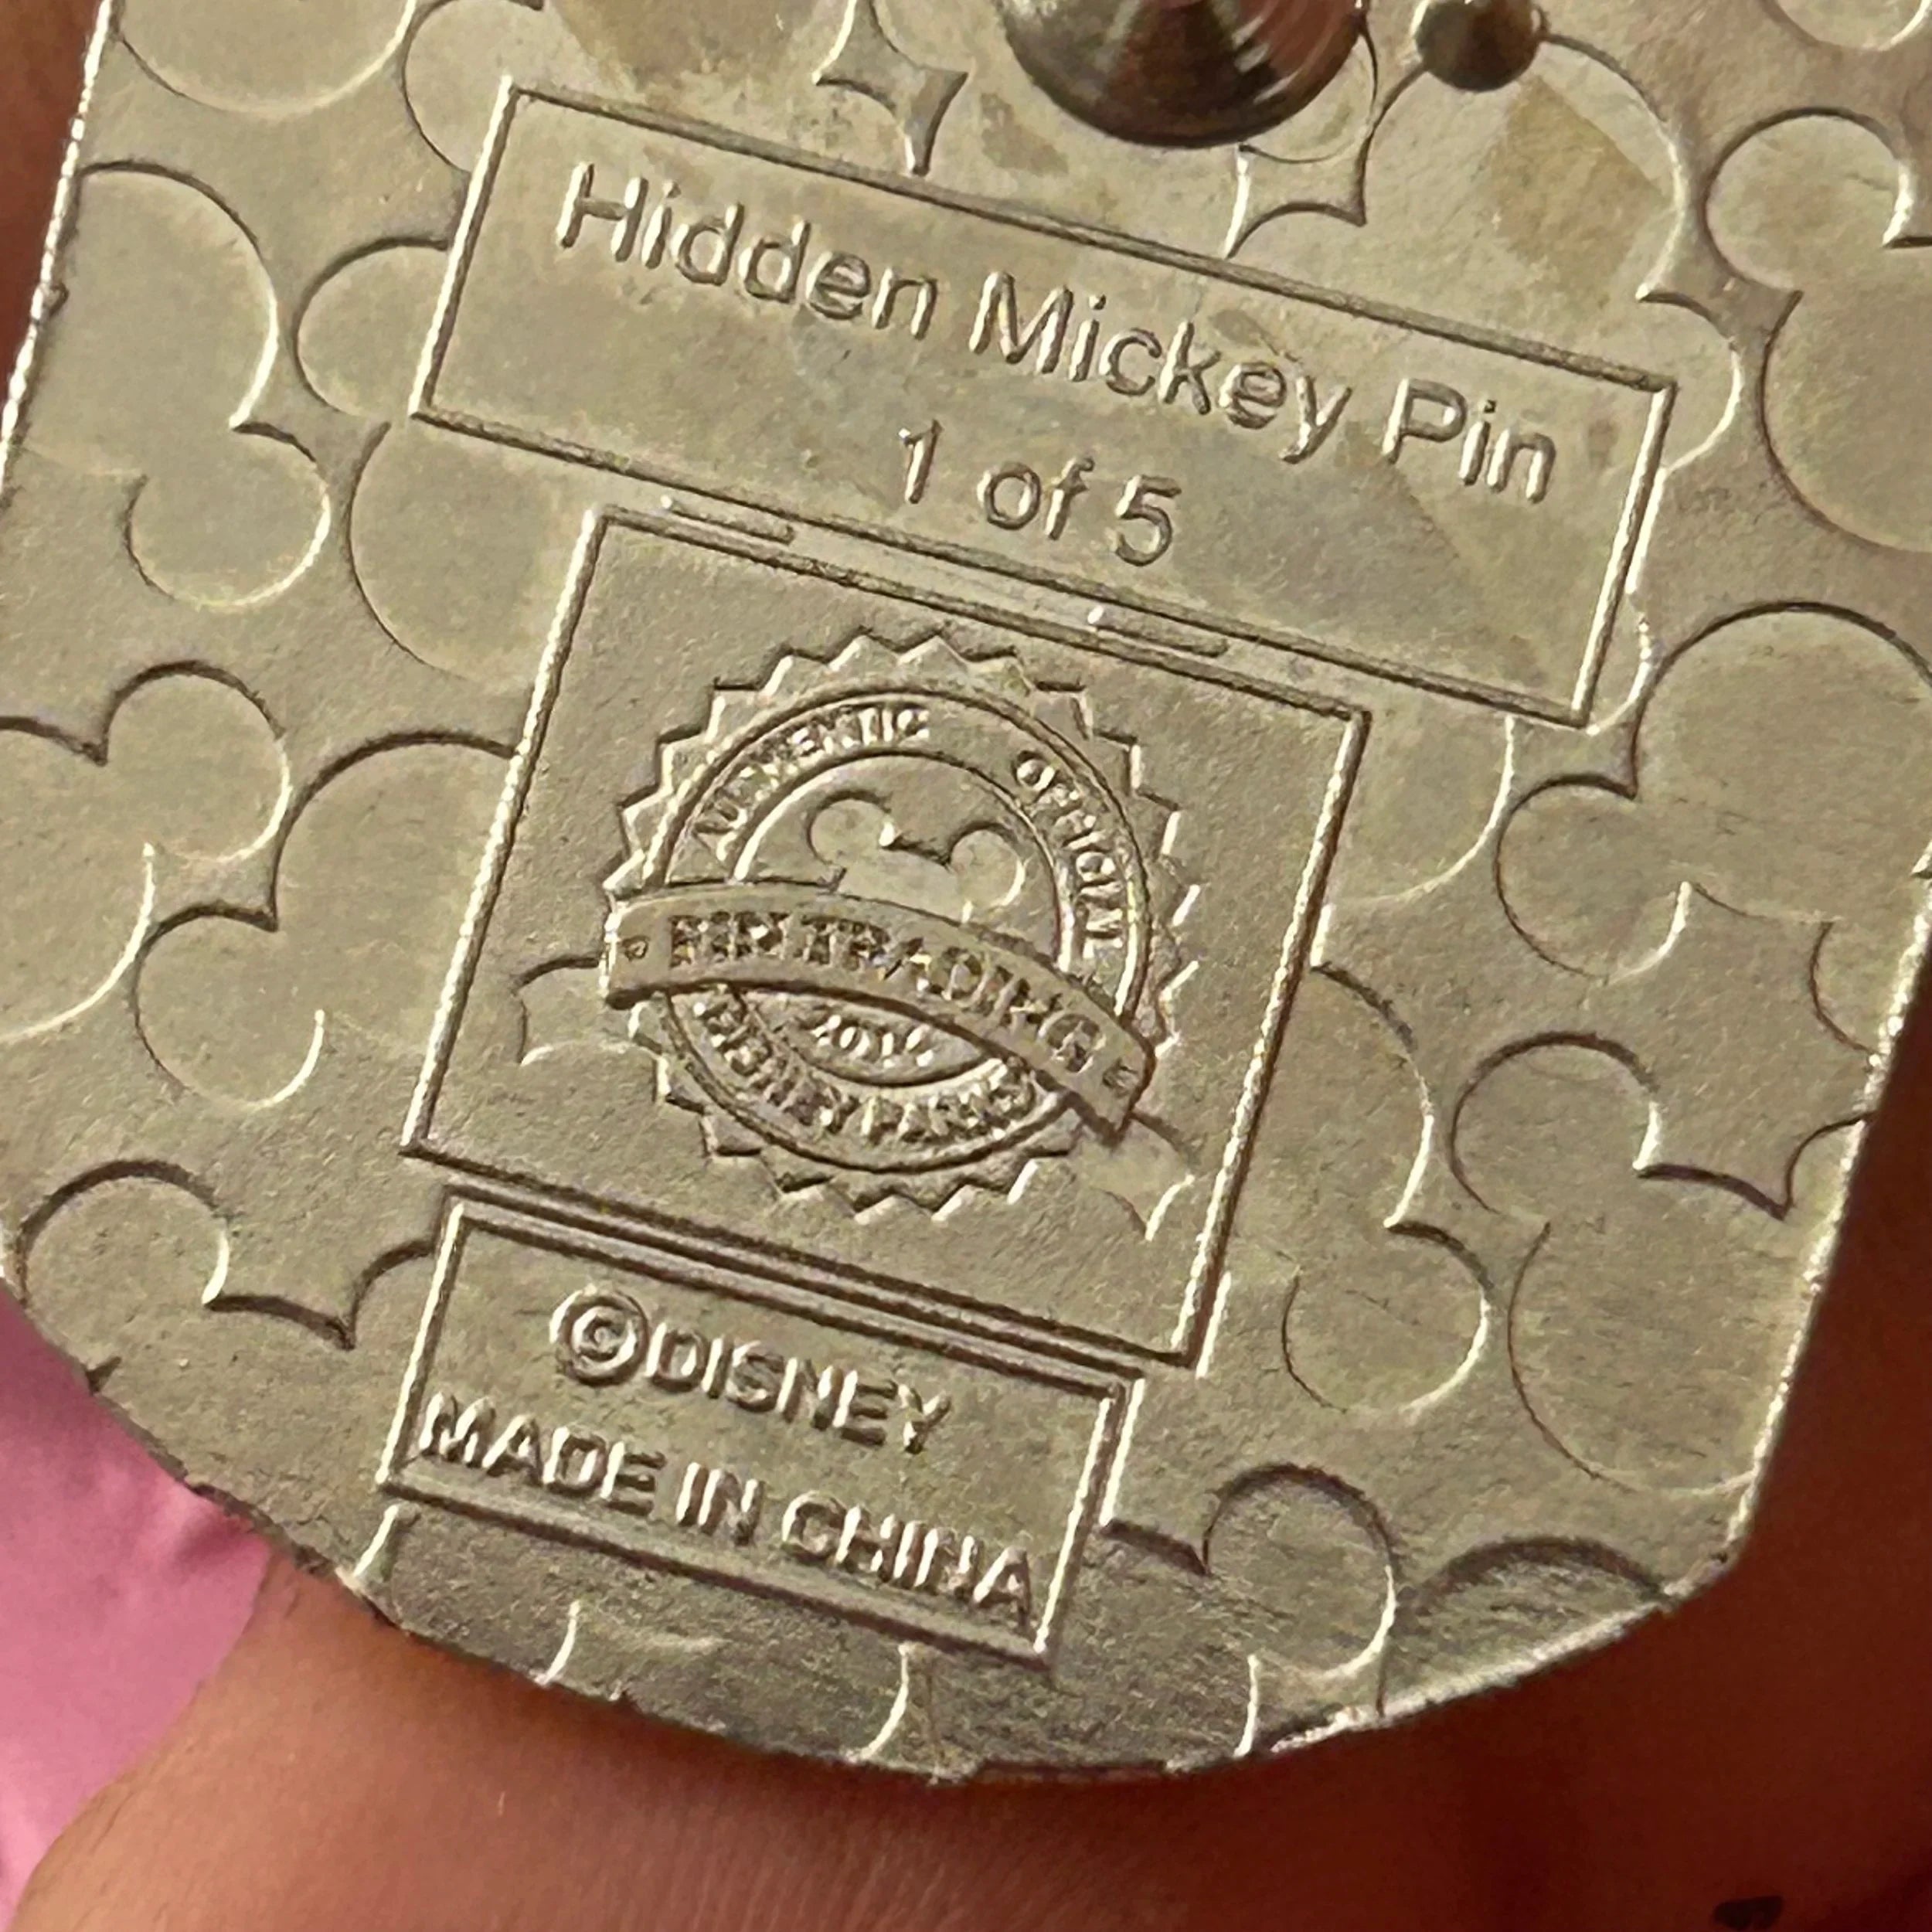 Hidden Mickey Pin
1 of 5
AUTHENTIC OFFICIAL
PIN TRADING
DISNEY PARKS
©DISNEY
MADE IN CHINA